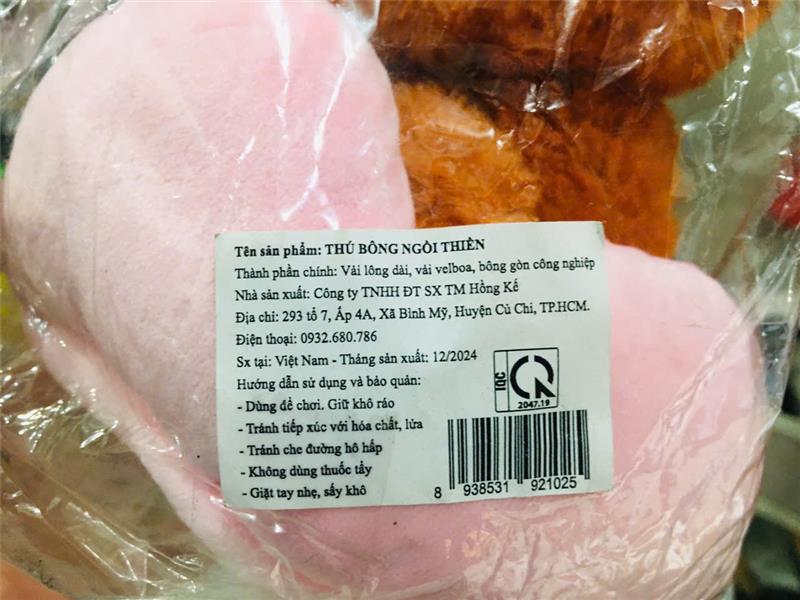 Tên sản phẩm: THÚ BÔNG NGỒI THIỀN
Thành phần chính: Vải lông dài, vải velboa, bông gòn công nghiệp
Nhà sản xuất: Công ty TNHH ĐT SX TM Hồng Kế
Địa chỉ: 293 tổ 7, Ấp 4A, Xã Bình Mỹ, Huyện Củ Chi, TP.HCM.
Điện thoại: 0932.680.786
Sx tại: Việt Nam - Tháng sản xuất: 12/2024
Hướng dẫn sử dụng và bảo quản:
- Dùng để chơi. Giữ khô ráo
- Tránh tiếp xúc với hóa chất, lửa
- Tránh che đường hô hấp
- Không dùng thuốc tẩy
- Giặt tay nhẹ, sấy khô
IQC
CR
2047.19
8 938531 921025